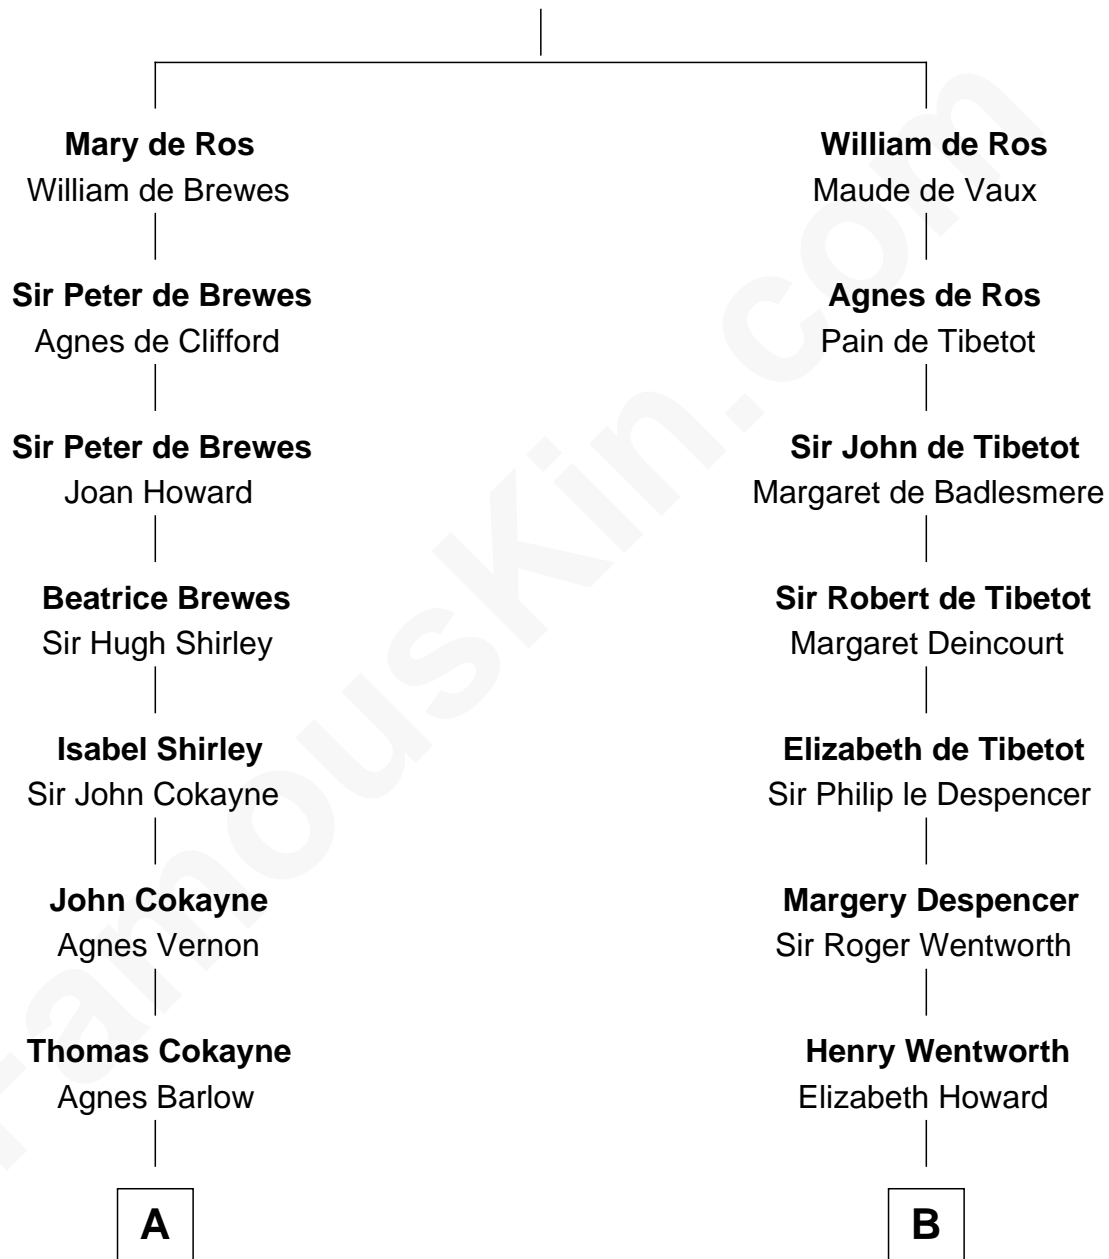 Mary de Ros
William de Brewes
William de Ros
Maude de Vaux
Sir Peter de Brewes
Agnes de Clifford
Agnes de Ros
Pain de Tibetot
Sir Peter de Brewes
Joan Howard
Sir John de Tibetot
Margaret de Badlesmere
Beatrice Brewes
Sir Hugh Shirley
Sir Robert de Tibetot
Margaret Deincourt
Isabel Shirley
Sir John Cokayne
Elizabeth de Tibetot
Sir Philip le Despencer
John Cokayne
Agnes Vernon
Margery Despencer
Sir Roger Wentworth
Thomas Cokayne
Agnes Barlow
Henry Wentworth
Elizabeth Howard
A
B
FamousKin.com